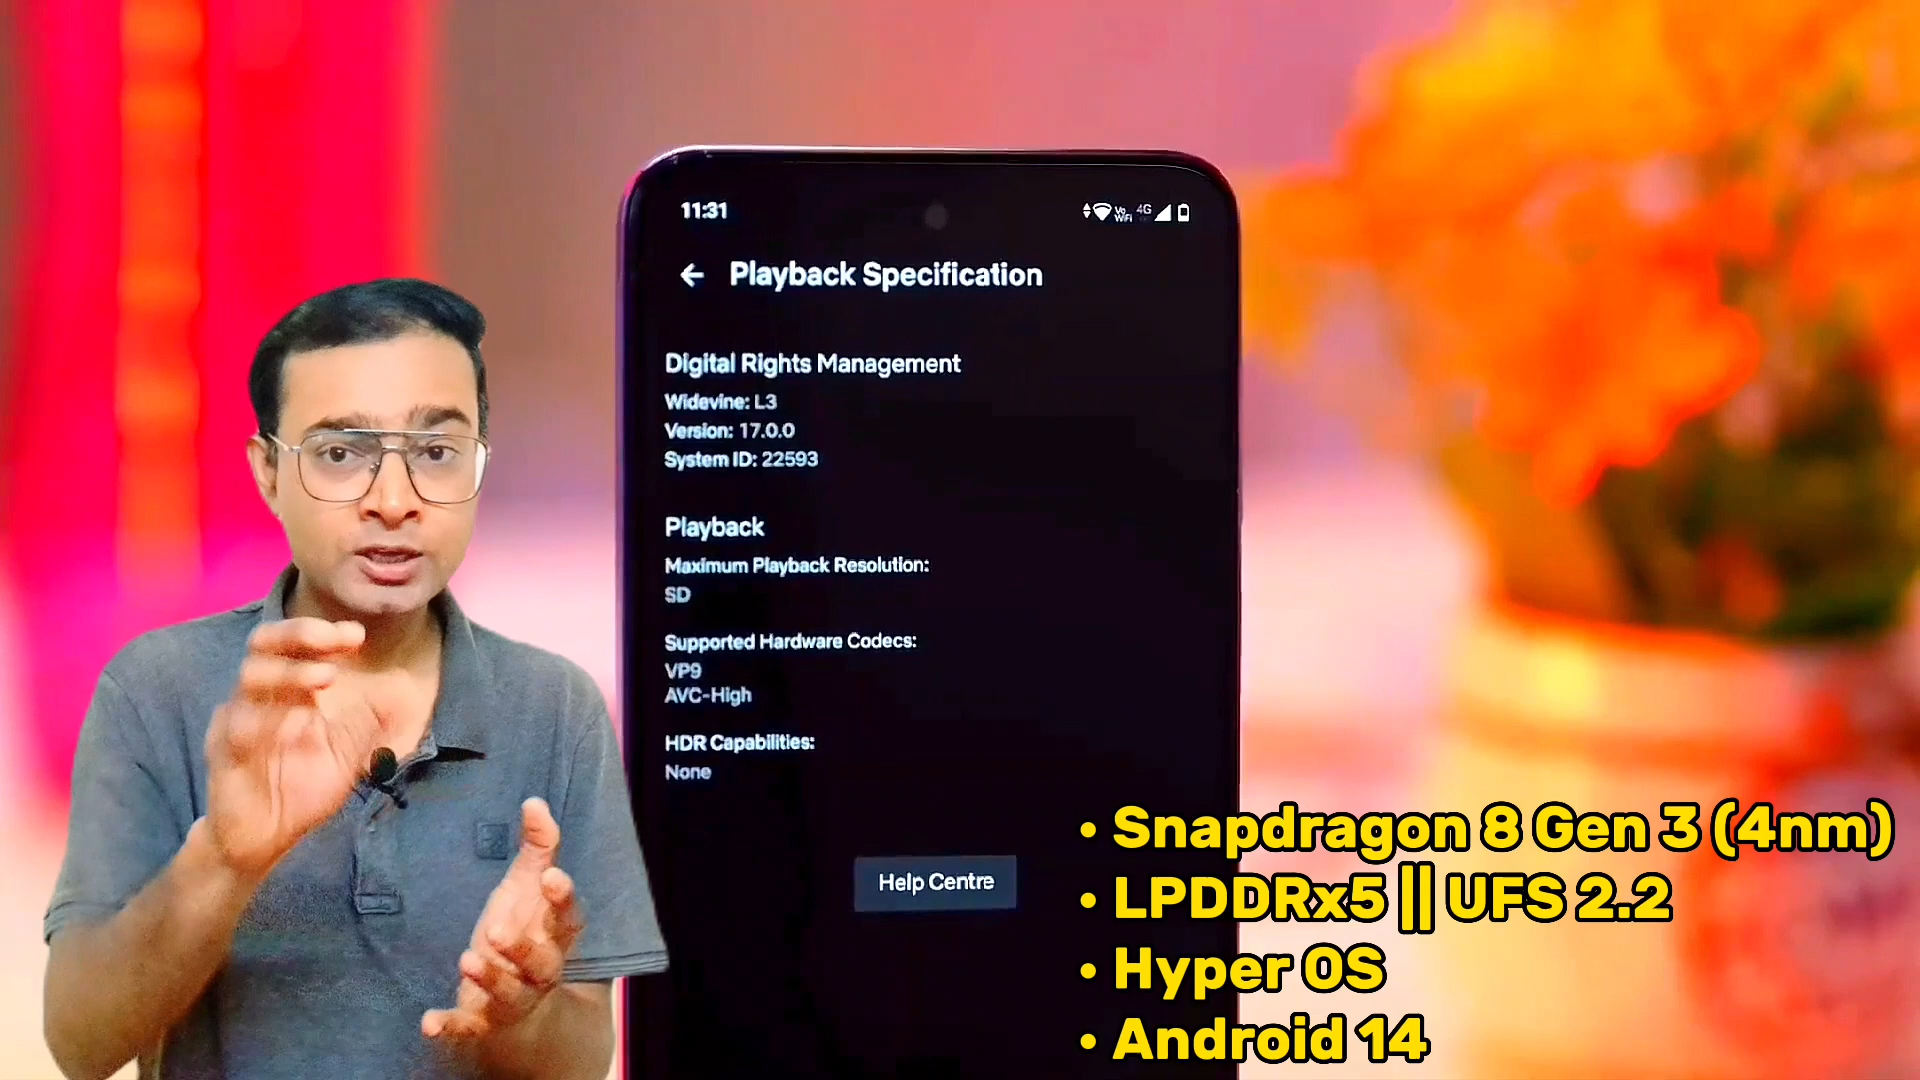 11:31
Vo WiFi 4G
Playback Specification
Digital Rights Management
Widevine: L3
Version: 17.0.0
System ID: 22593
Playback
Maximum Playback Resolution:
SD
Supported Hardware Codecs:
VP9
AVC-High
HDR Capabilities:
None
Help Centre
• Snapdragon 8 Gen 3 (4nm)
• LPDDRx5 || UFS 2.2
• Hyper OS
• Android 14